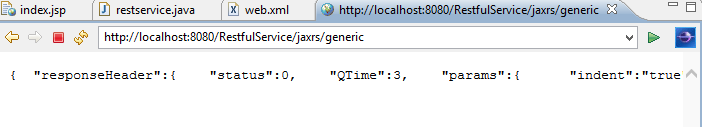 index.jsp restservice.java web.xml http://localhost:8080/RestfulService/jaxrs/generic
http://localhost:8080/RestfulService/jaxrs/generic
{ "responseHeader":{ "status":0, "QTime":3, "params":{ "indent":"true